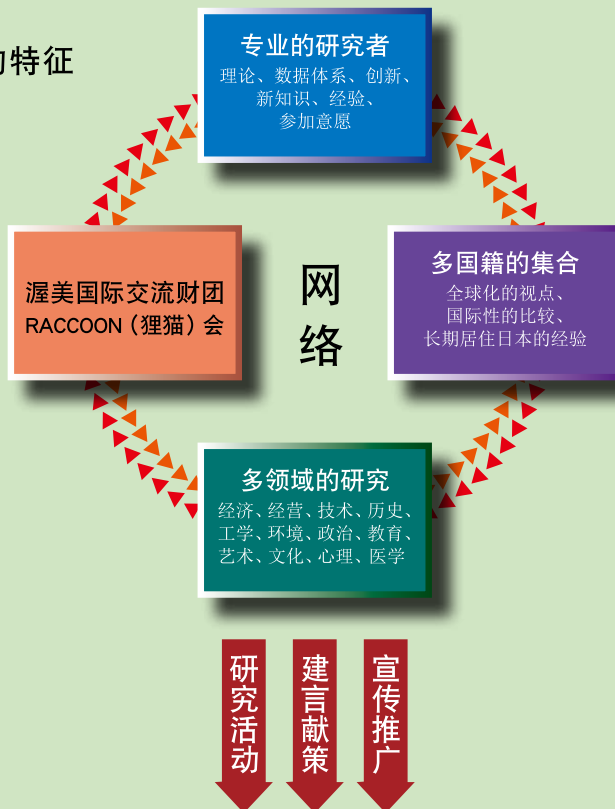 的特征
专业的研究者
理论、数据体系、创新、
新知识、经验、
参加意愿
渥美国际交流财团
RACCOON（狸猫）会
网
络
多国籍的集合
全球化的视点、
国际性的比较、
长期居住日本的经验
多领域的研究
经济、经营、技术、历史、
工学、环境、政治、教育、
艺术、文化、心理、医学
研究活动
建言献策
宣传推广